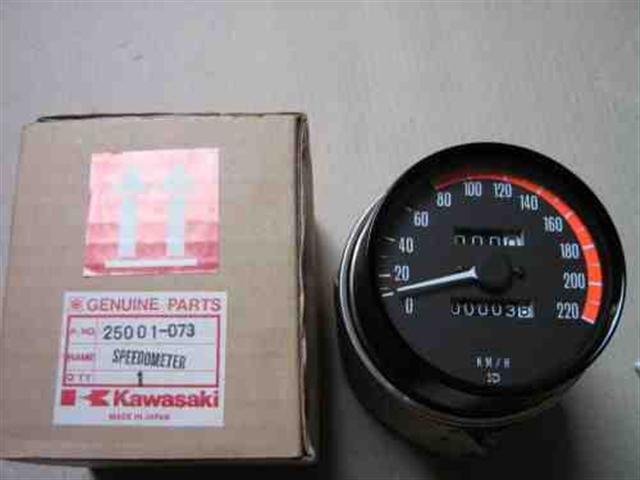 GENUINE PARTS
P. NO. 25001-073
NAME SPEEDOMETER
Q'TY 1
Kawasaki
MADE IN JAPAN
0 20 40 60 80 100 120 140 160 180 200 220
KM/H